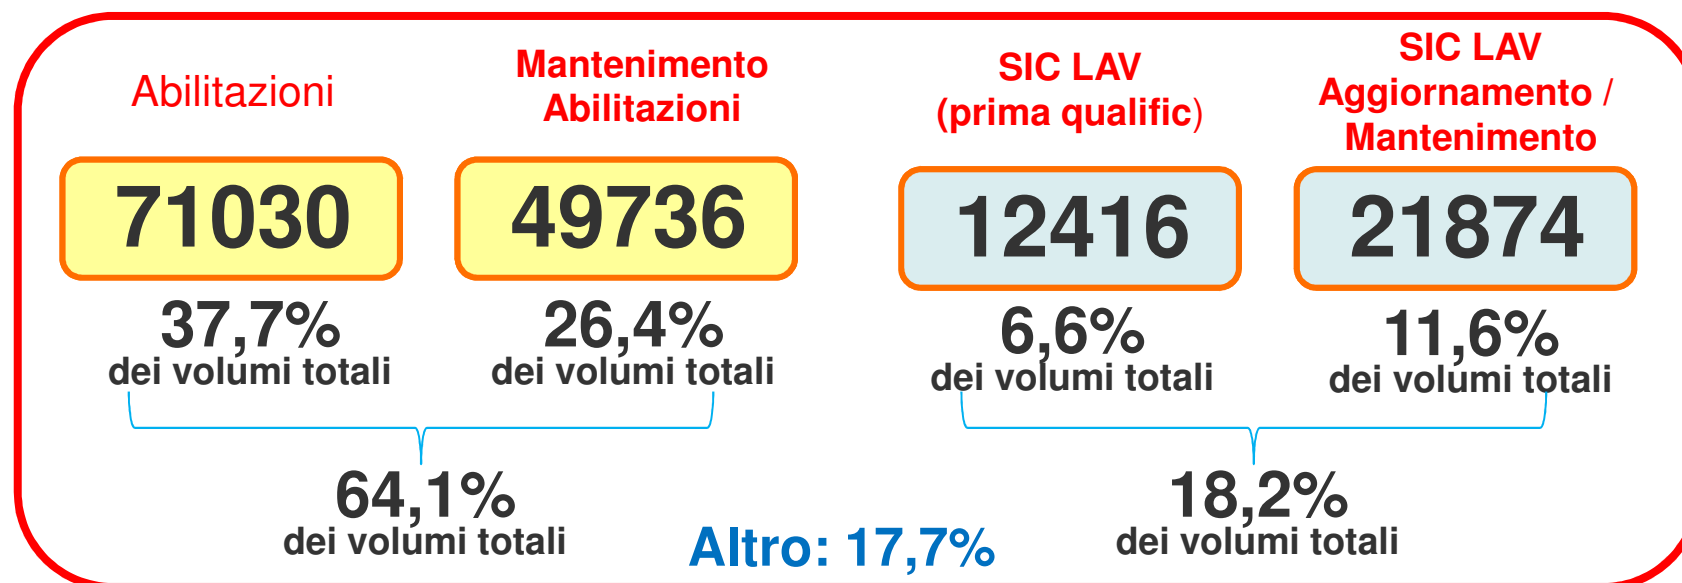 Abilitazioni
Mantenimento
Abilitazioni
SIC LAV
(prima qualific)
SIC LAV
Aggiornamento /
Mantenimento
71030
49736
12416
21874
37,7%
dei volumi totali
26,4%
dei volumi totali
6,6%
dei volumi totali
11,6%
dei volumi totali
64,1%
dei volumi totali
18,2%
dei volumi totali
Altro: 17,7%